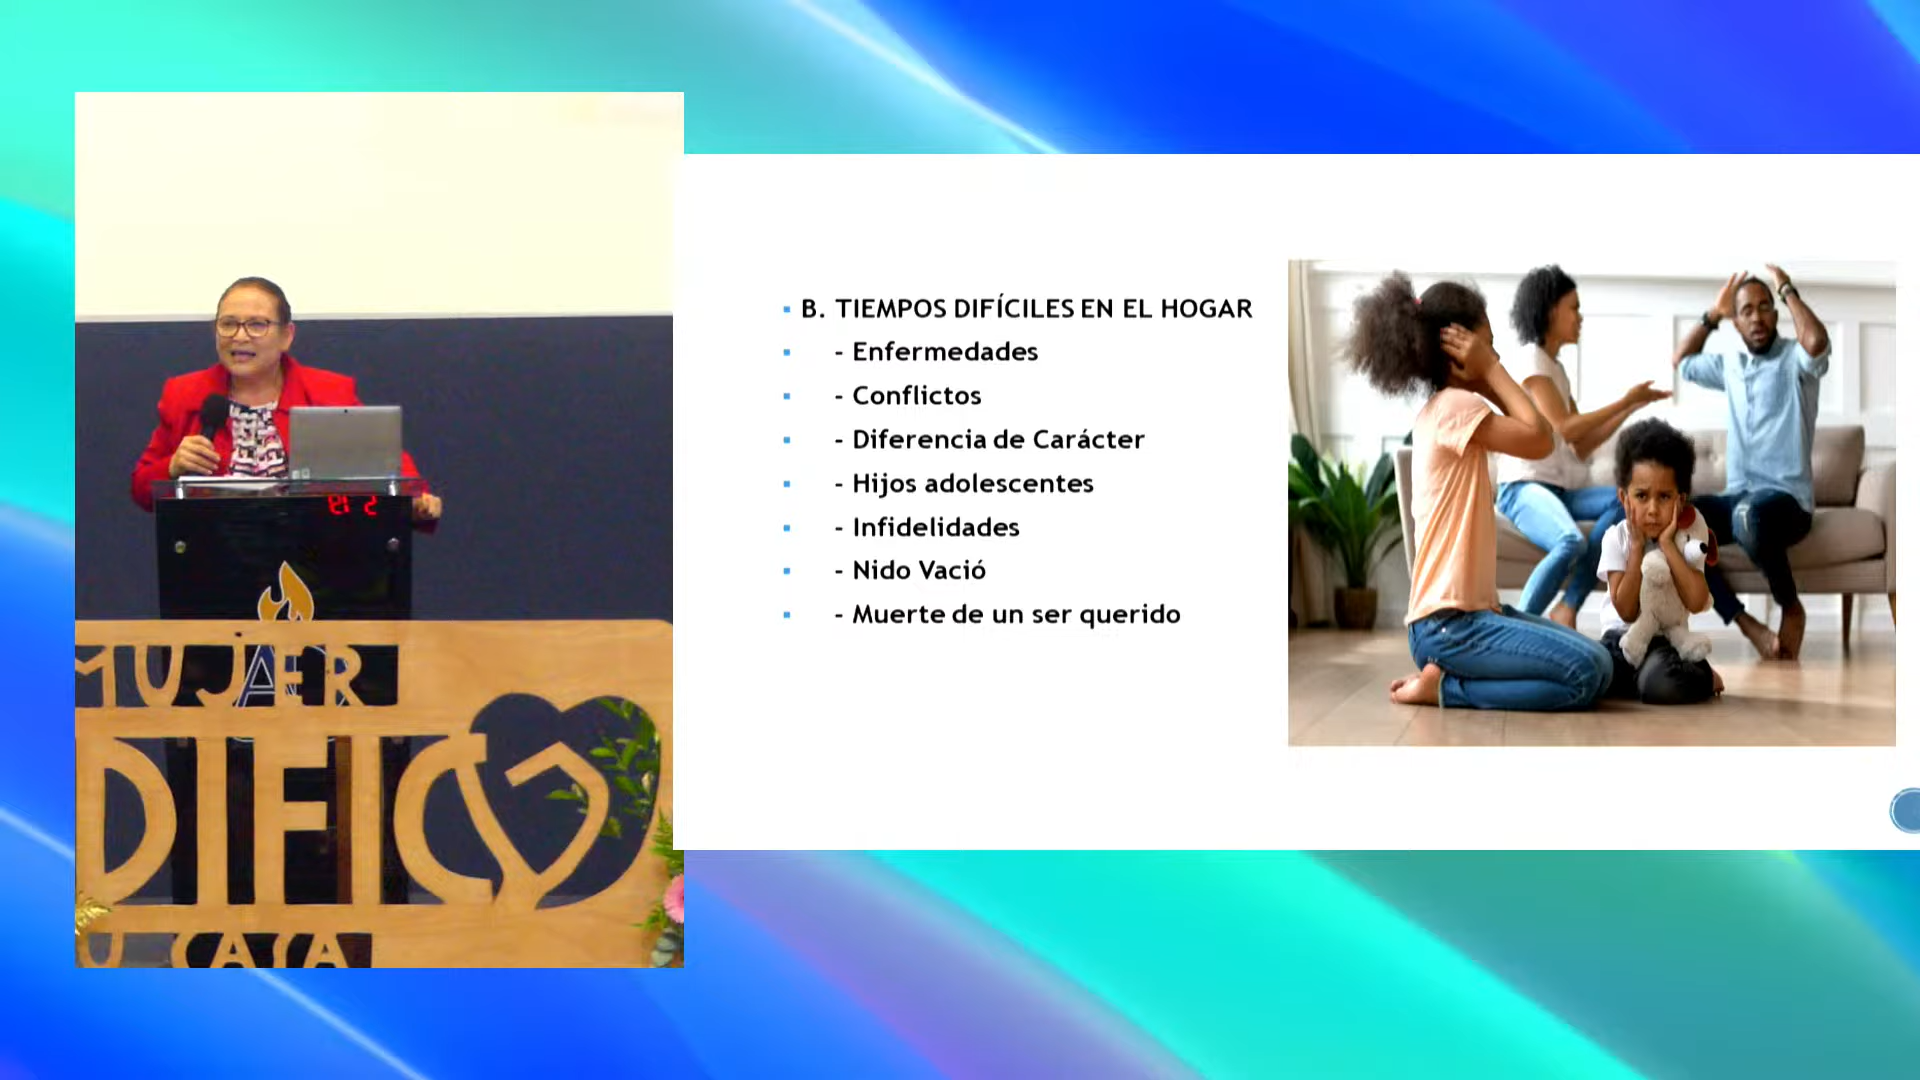 B. TIEMPOS DIFÍCILES EN EL HOGAR
- Enfermedades
- Conflictos
- Diferencia de Carácter
- Hijos adolescentes
- Infidelidades
- Nido Vació
- Muerte de un ser querido
MUJER
DIFIC
U CASA